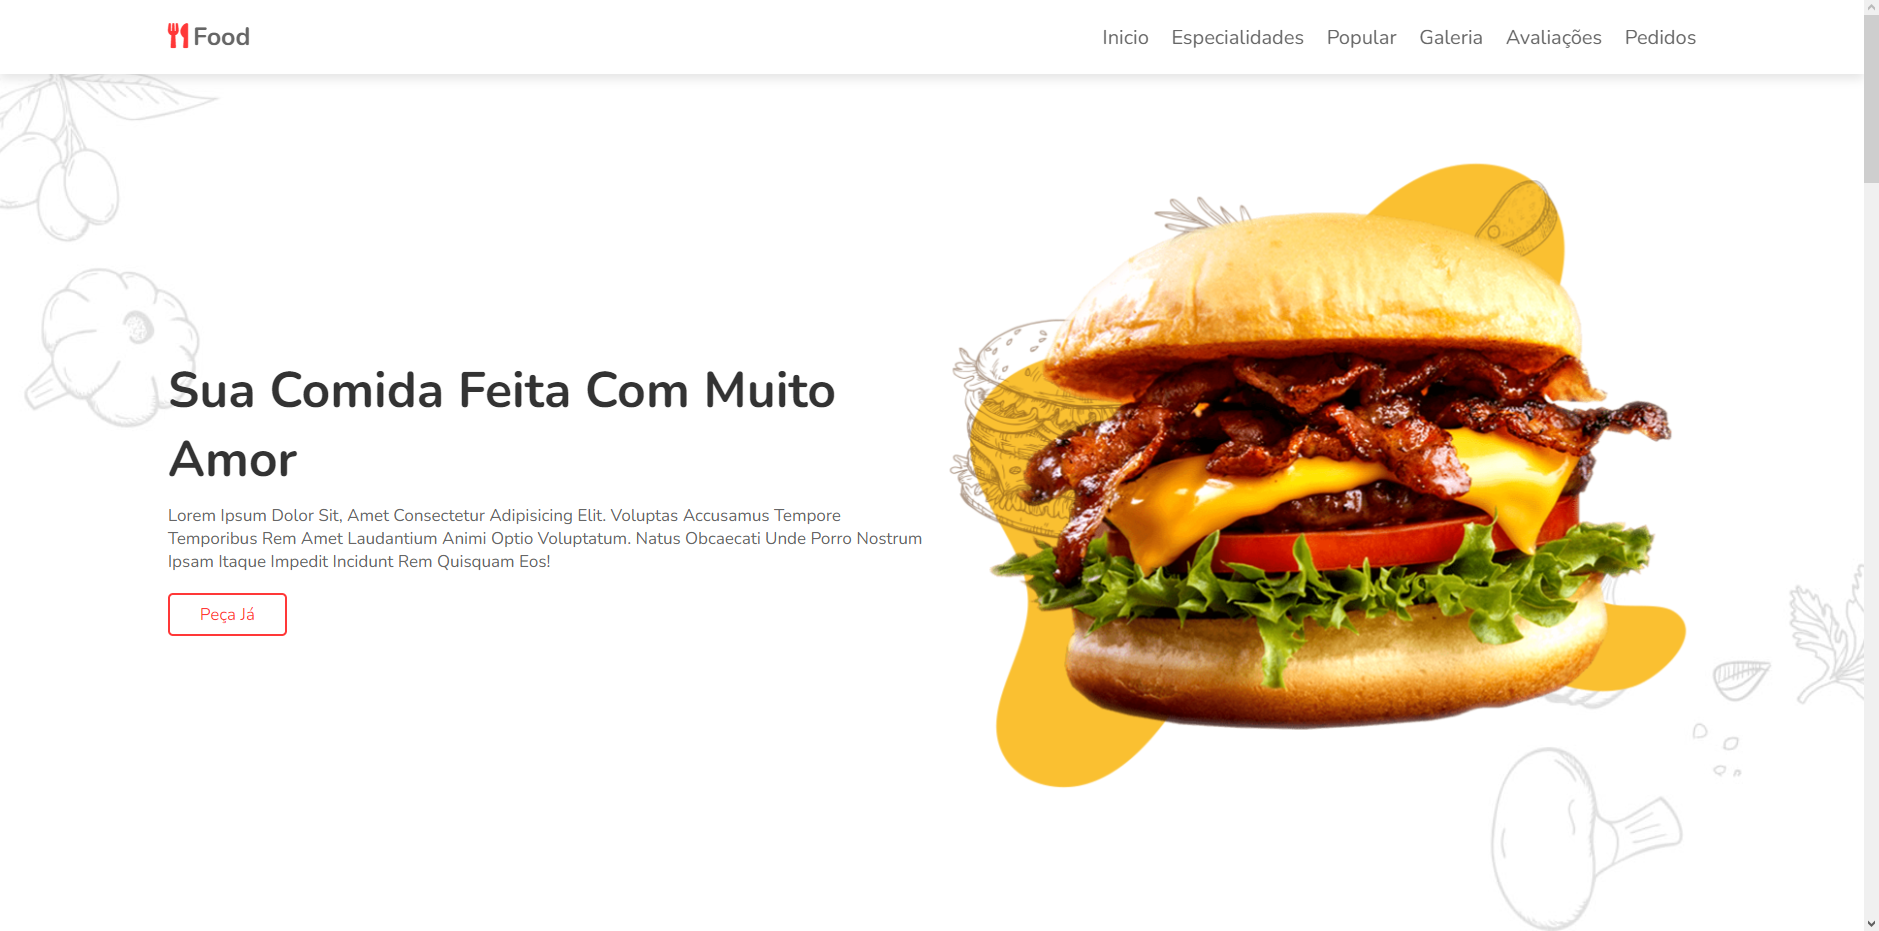 Food
Inicio Especialidades Popular Galeria Avaliações Pedidos
Sua Comida Feita Com Muito
Amor
Lorem Ipsum Dolor Sit, Amet Consectetur Adipisicing Elit. Voluptas Accusamus Tempore
Temporibus Rem Amet Laudantium Animi Optio Voluptatum. Natus Obcaecati Unde Porro Nostrum
Ipsam Itaque Impedit Incidunt Rem Quisquam Eos!
Peça Já